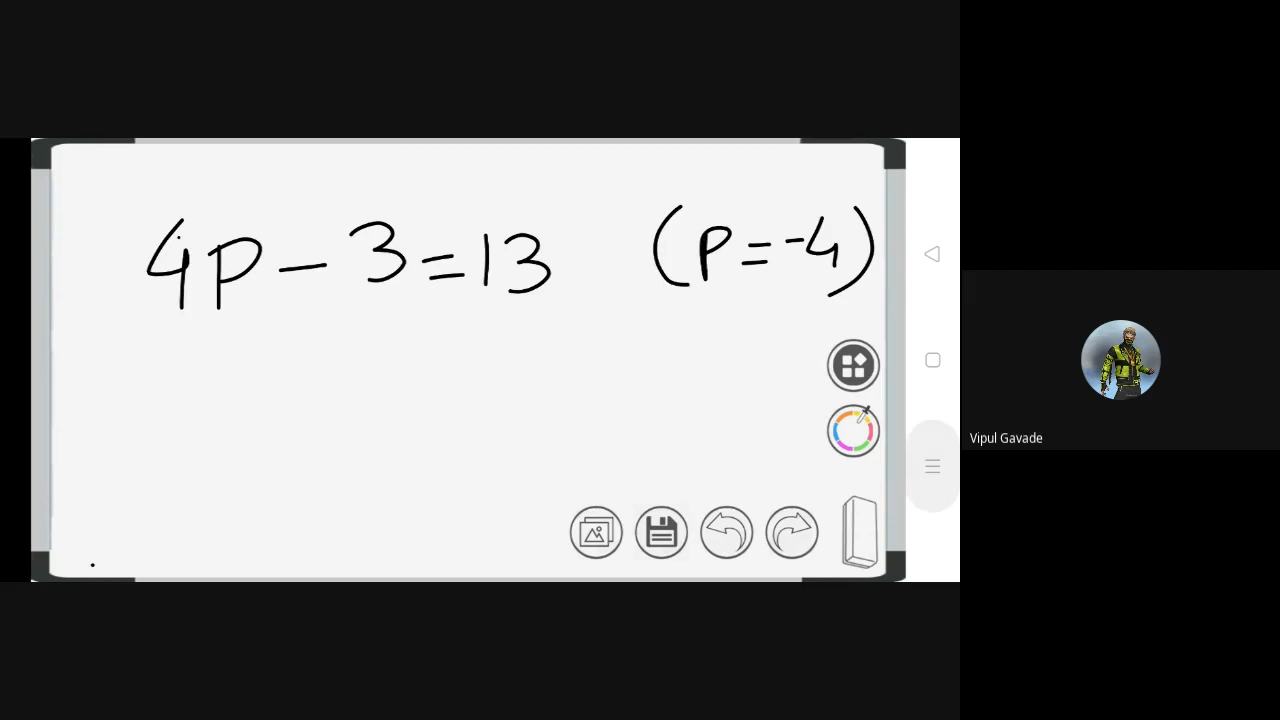 4p - 3 = 13 (p = -4)
Vipul Gavade